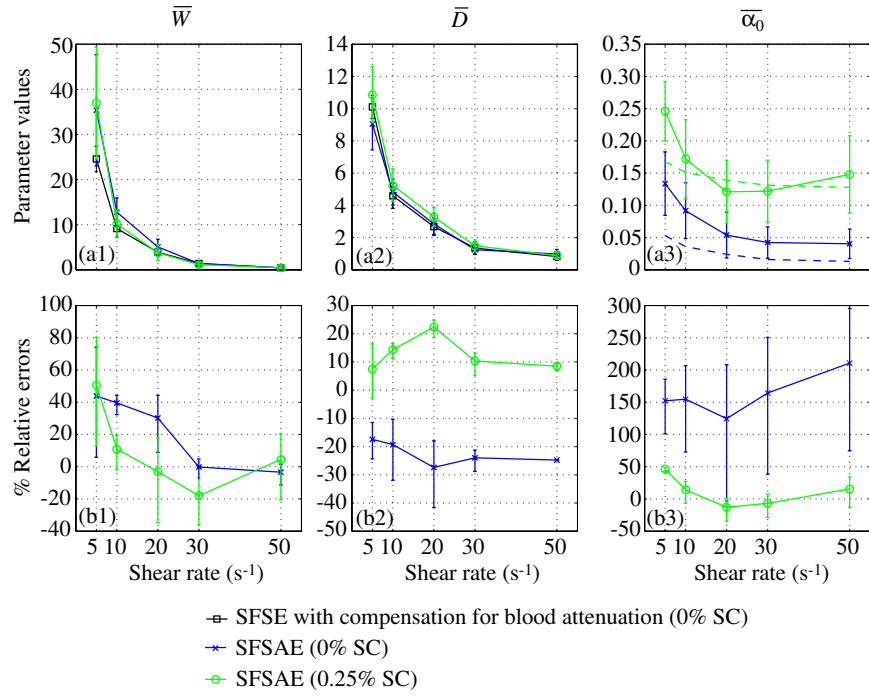 W D α₀
Parameter values
50 40 30 20 10 0
(a1)
14 12 10 8 6 4 2 0
(a2)
0.35 0.30 0.25 0.20 0.15 0.10 0.05 0
(a3)
% Relative errors
100 80 60 40 20 0 -20 -40
(b1)
30 20 10 0 -10 -20 -30 -40 -50
(b2)
300 250 200 150 100 50 0 -50
(b3)
5 10 20 30 50 5 10 20 30 50 5 10 20 30 50
Shear rate (s⁻¹) Shear rate (s⁻¹) Shear rate (s⁻¹)
SFSE with compensation for blood attenuation (0% SC)
SFSAE (0% SC)
SFSAE (0.25% SC)